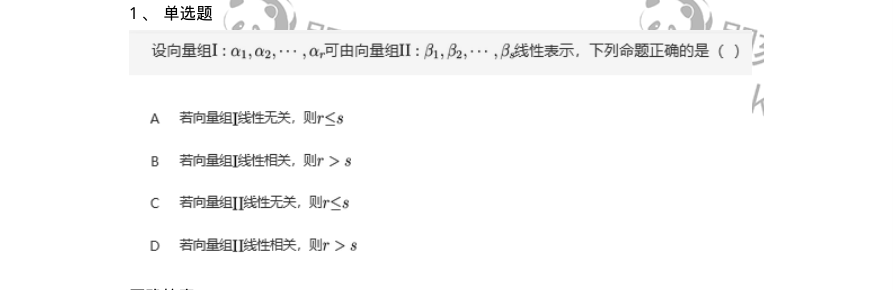 1 、 单选题
设向量组I : α₁, α₂, ⋯ , αᵣ可由向量组II : β₁, β₂, ⋯ , βₛ线性表示，下列命题正确的是（ ）
A 若向量组I线性无关，则r≤s
B 若向量组I线性相关，则r > s
C 若向量组II线性无关，则r≤s
D 若向量组II线性相关，则r > s